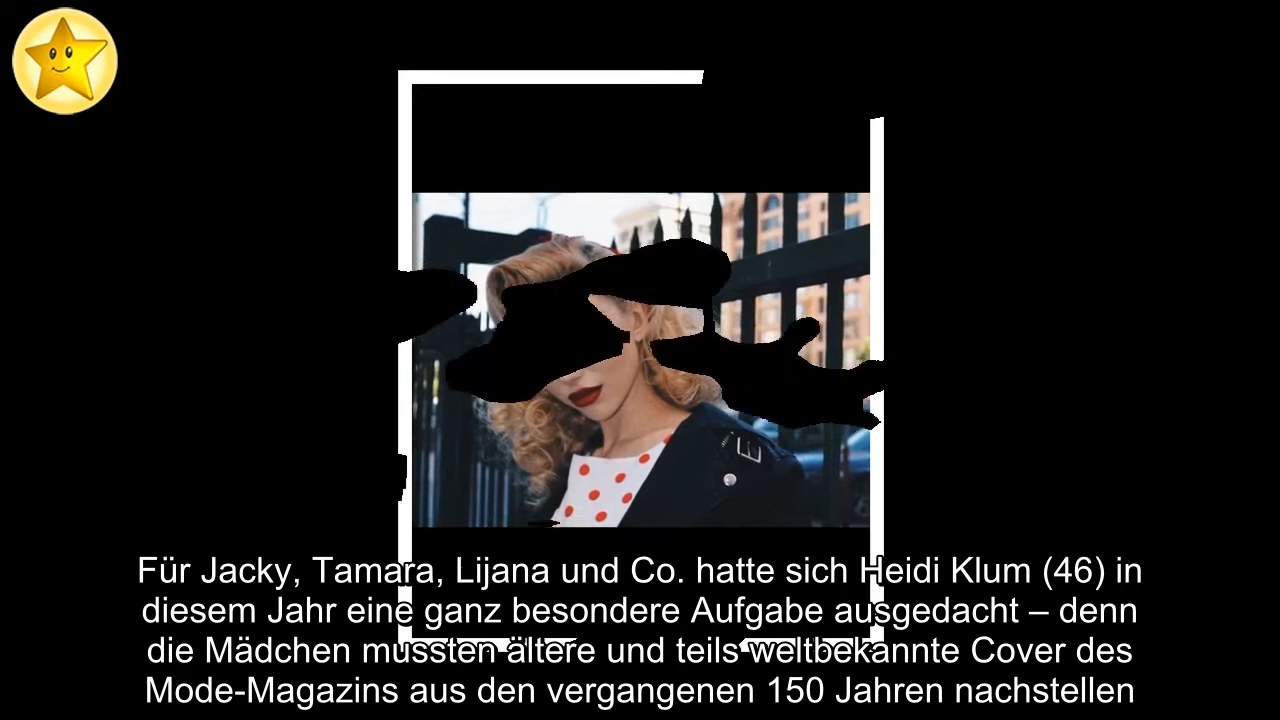 Für Jacky, Tamara, Lijana und Co. hatte sich Heidi Klum (46) in
diesem Jahr eine ganz besondere Aufgabe ausgedacht – denn
die Mädchen mussten ältere und teils weltbekannte Cover des
Mode-Magazins aus den vergangenen 150 Jahren nachstellen